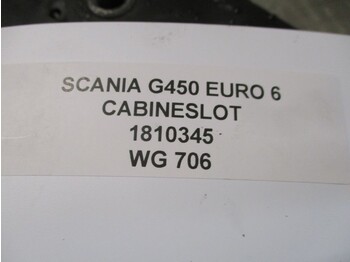 SCANIA G450 EURO 6
CABINESLOT
1810345
WG 706